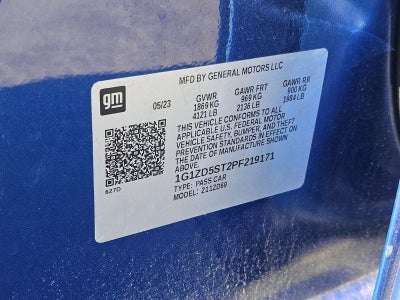 MFD BY GENERAL MOTORS LLC
gm
05/23 GVWR GAWR FRT GAWR RR
1869 KG 969 KG 900 KG
4121 LB 2136 LB 1984 LB
THIS VEHICLE CONFORMS TO ALL
APPLICABLE U.S. FEDERAL MOTOR
VEHICLE SAFETY, BUMPER, AND THEFT
PREVENTION STANDARDS IN EFFECT
ON THE DATE OF MANUFACTURE SHOWN
ABOVE.
1G1ZD5ST2PF219171
TYPE: PASS CAR
MODEL: Z11ZD69
627D